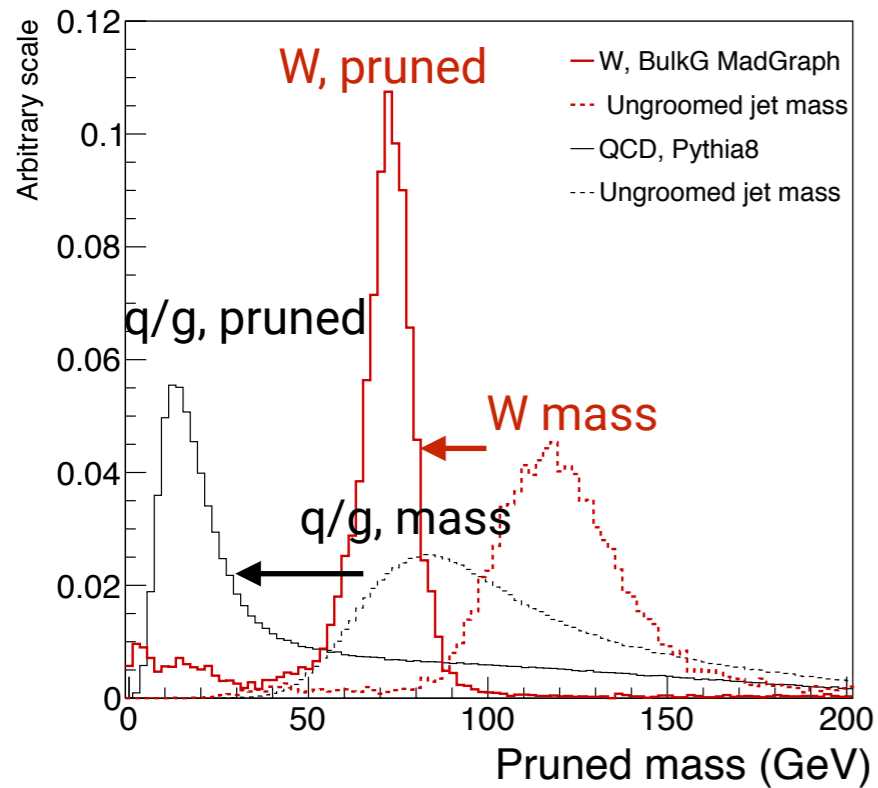 Arbitrary scale
0.12
0.1
0.08
0.06
0.04
0.02
0
W, pruned
W, BulkG MadGraph
Ungroomed jet mass
QCD, Pythia8
Ungroomed jet mass
q/g, pruned
W mass
q/g, mass
0
50
100
150
200
Pruned mass (GeV)